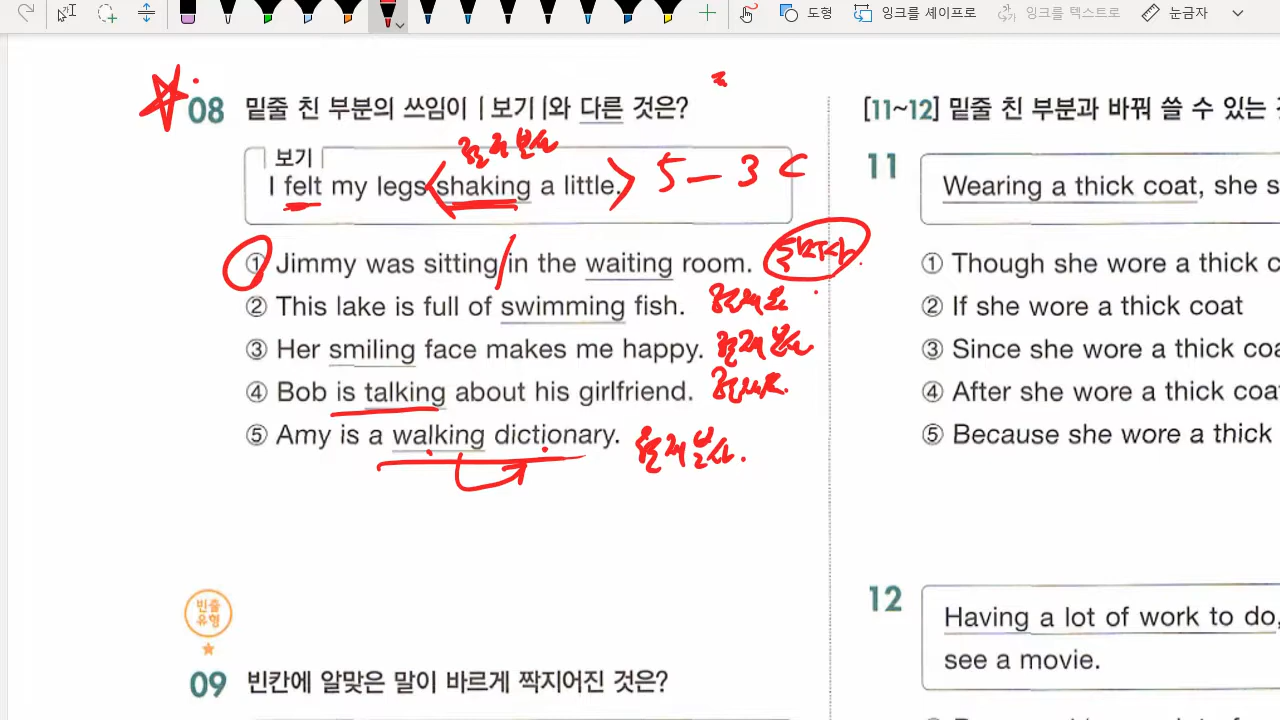 도형
잉크를 셰이프로
잉크를 텍스트로
눈금자
08 밑줄 친 부분의 쓰임이 | 보기 |와 다른 것은?
현재분사
보기
I felt my legs shaking a little. 5 - 3 C
① Jimmy was sitting in the waiting room. 동명사
② This lake is full of swimming fish. 현재분
③ Her smiling face makes me happy. 현재분사
④ Bob is talking about his girlfriend. 현재분
⑤ Amy is a walking dictionary. 현재분사.
빈출
유형
09 빈칸에 알맞은 말이 바르게 짝지어진 것은?
[11~12] 밑줄 친 부분과 바꿔 쓸 수 있는
11
Wearing a thick coat, she s
① Though she wore a thick c
② If she wore a thick coat
③ Since she wore a thick coa
④ After she wore a thick coat
⑤ Because she wore a thick
12
Having a lot of work to do,
see a movie.